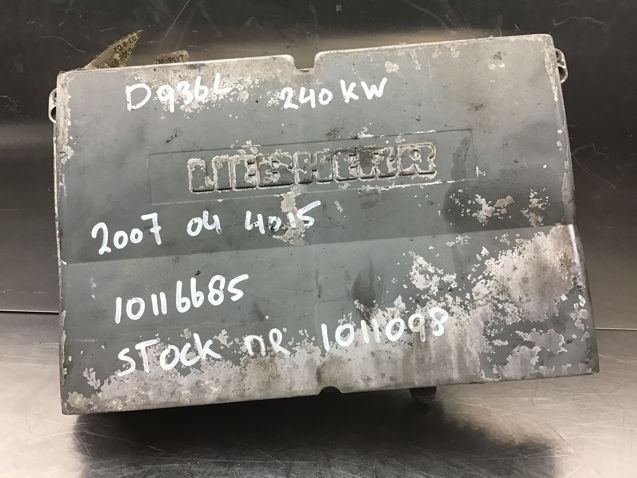 D936L 240KW
LIEBHERR
2007 04 4015
10116685
STOCK nR 1011098